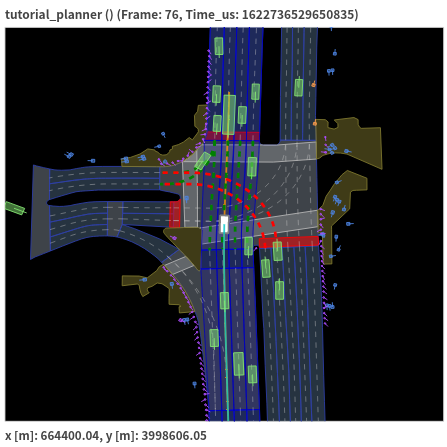 tutorial_planner () (Frame: 76, Time_us: 1622736529650835)
x [m]: 664400.04, y [m]: 3998606.05